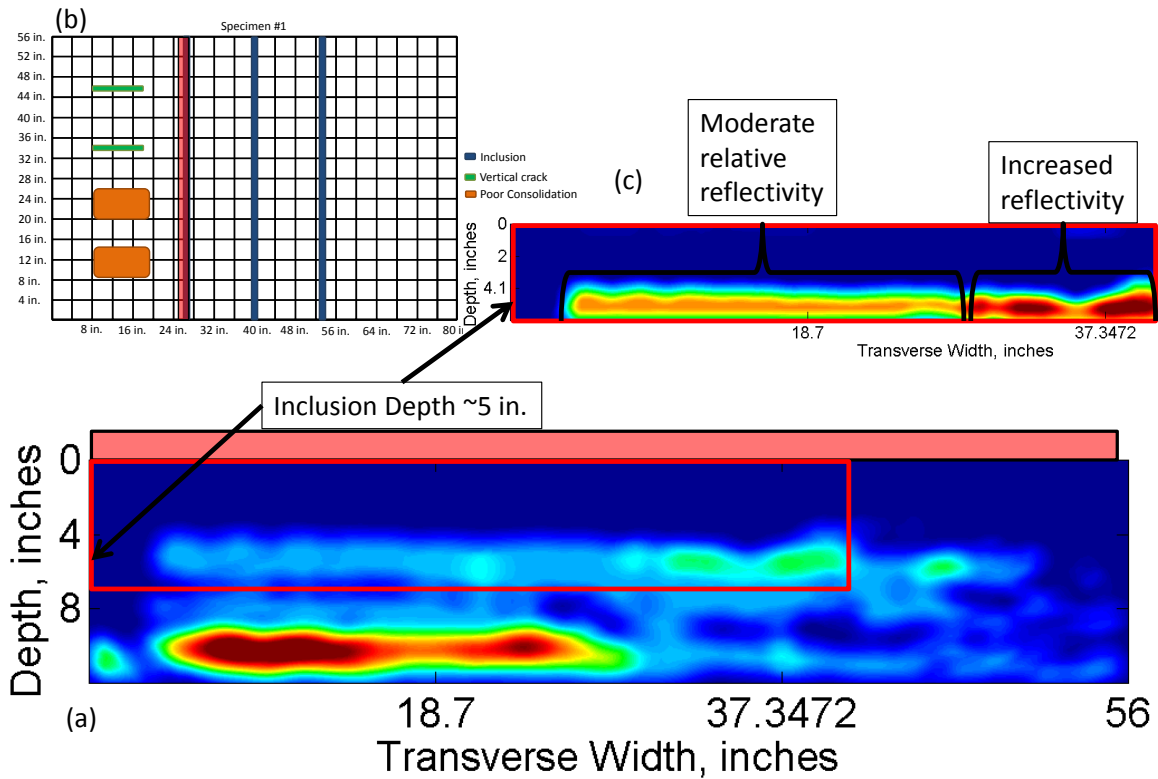 (b)
Specimen #1
56 in.
52 in.
48 in.
44 in.
40 in.
36 in.
32 in.
28 in.
24 in.
20 in.
16 in.
12 in.
8 in.
4 in.
8 in. 16 in. 24 in. 32 in. 40 in. 48 in. 56 in. 64 in. 72 in. 80 in.
Inclusion
Vertical crack
Poor Consolidation
(c)
Moderate
relative
reflectivity
Increased
reflectivity
Depth, inches
0
2
4.1
18.7 37.3472
Transverse Width, inches
Inclusion Depth ~5 in.
Depth, inches
0
4
8
18.7 37.3472 56
(a)
Transverse Width, inches